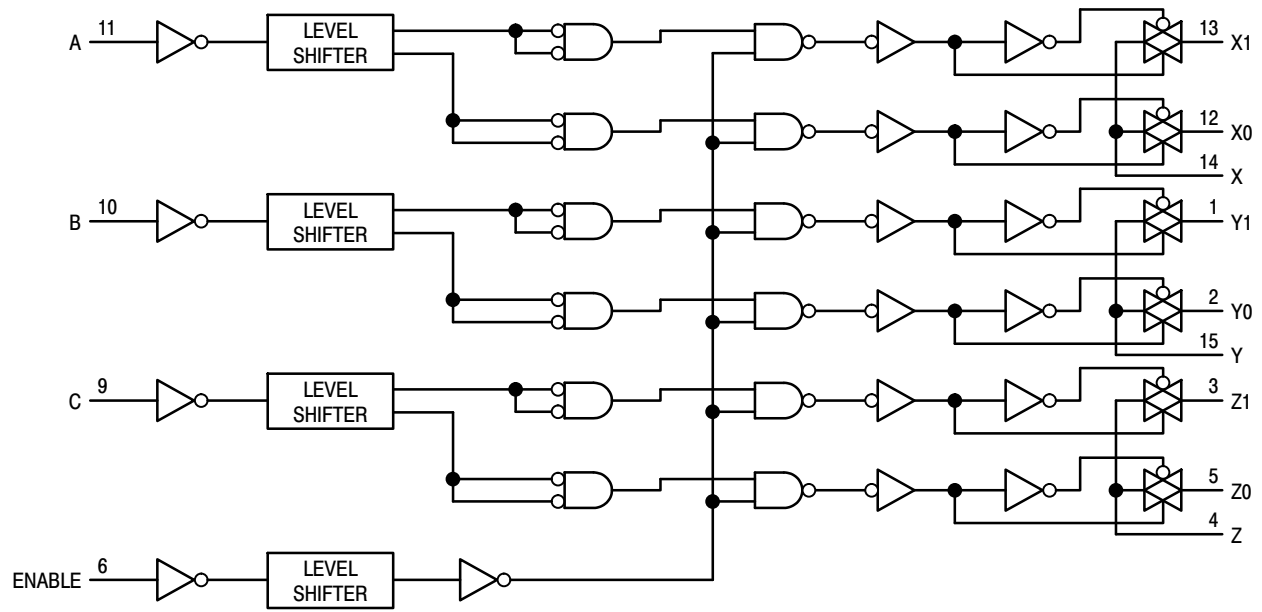 A 11 LEVEL SHIFTER 13 X1
12 X0
14 X
B 10 LEVEL SHIFTER 1 Y1
2 Y0
15 Y
C 9 LEVEL SHIFTER 3 Z1
5 Z0
4 Z
ENABLE 6 LEVEL SHIFTER